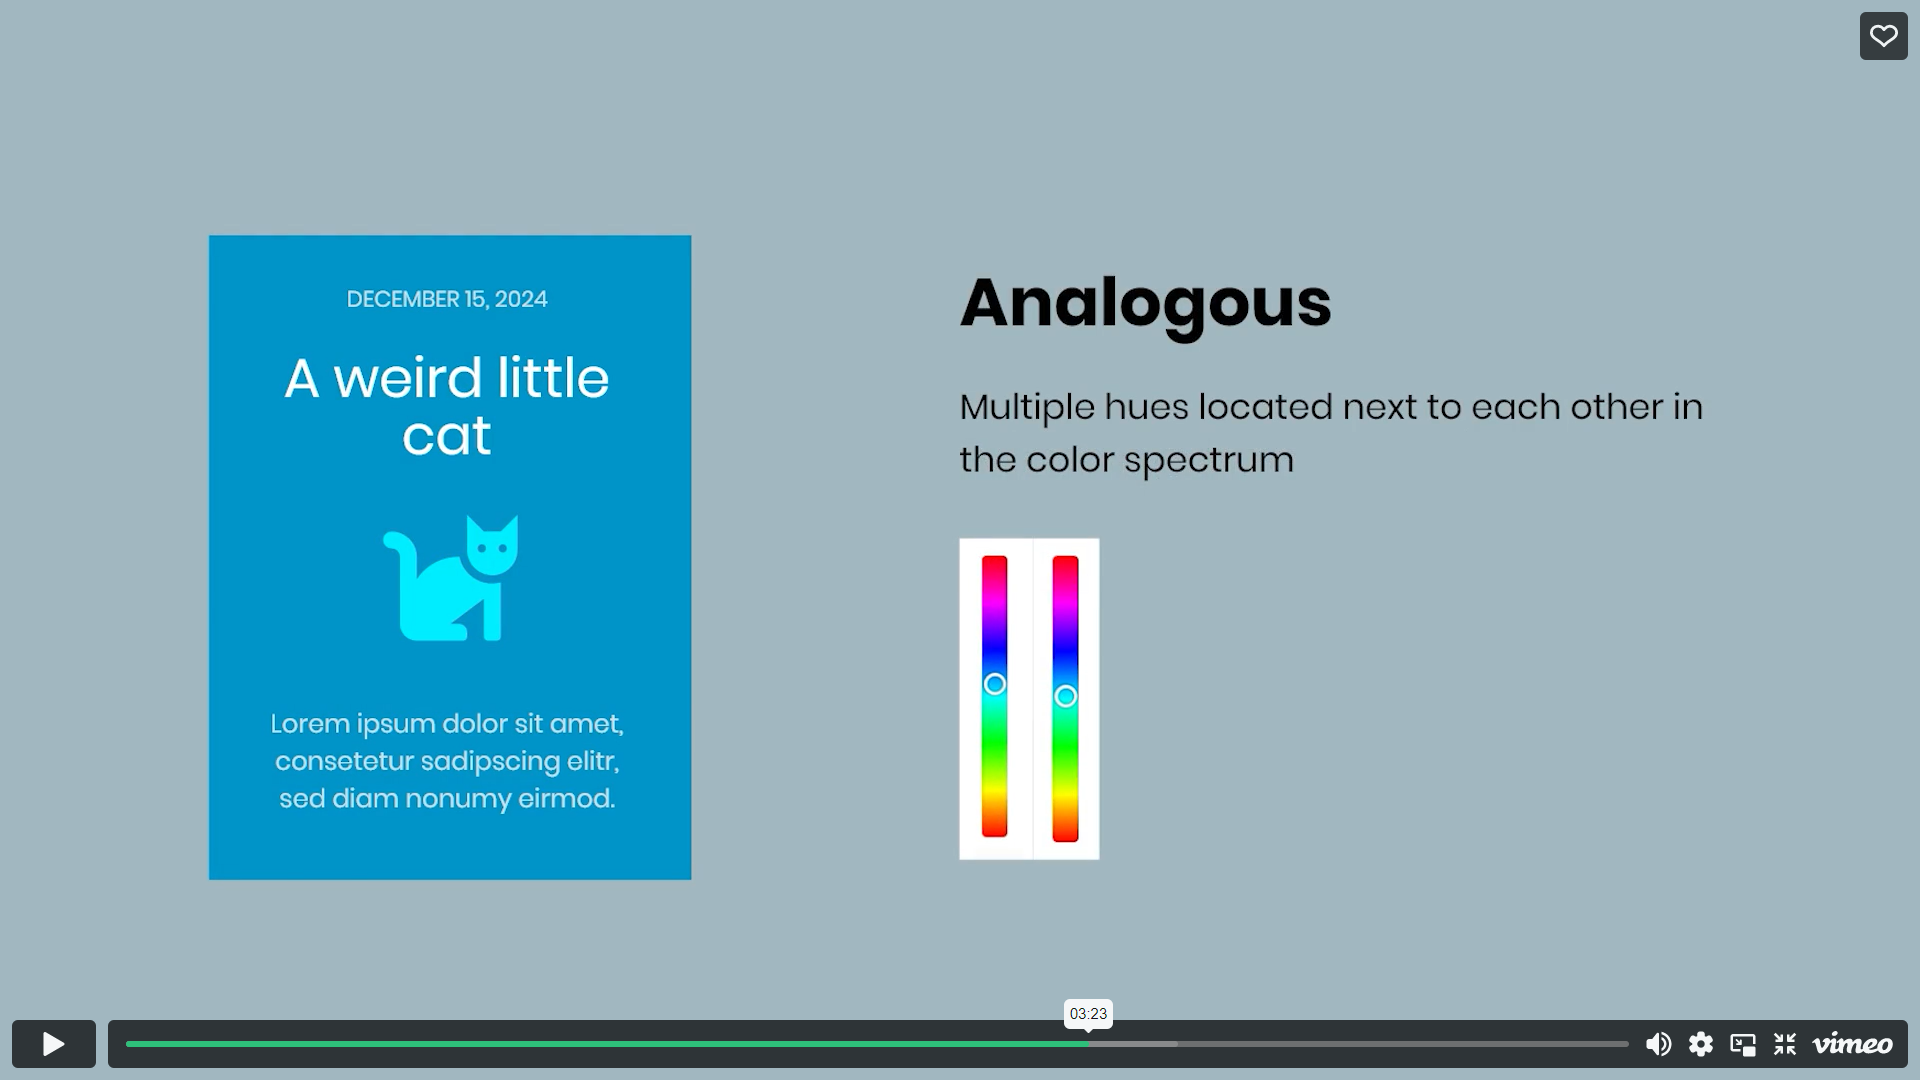 DECEMBER 15, 2024
A weird little
cat
Lorem ipsum dolor sit amet,
consetetur sadipscing elitr,
sed diam nonumy eirmod.
Analogous
Multiple hues located next to each other in
the color spectrum
03:23
vimeo